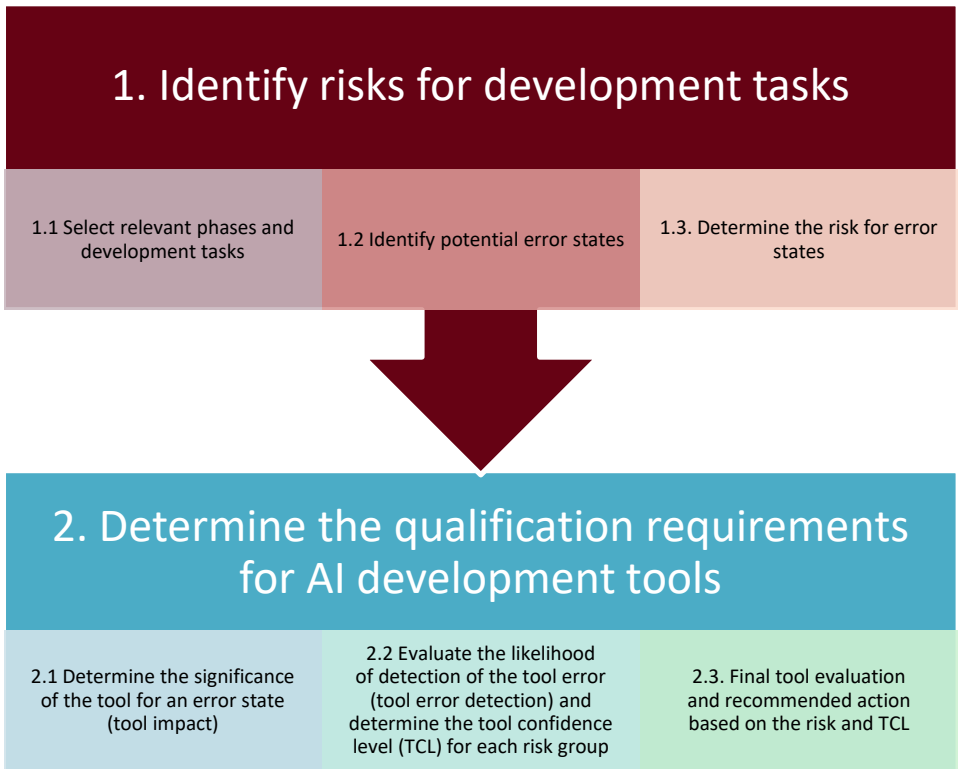 1. Identify risks for development tasks
1.1 Select relevant phases and
development tasks
1.2 Identify potential error states
1.3. Determine the risk for error
states
2. Determine the qualification requirements
for AI development tools
2.1 Determine the significance
of the tool for an error state
(tool impact)
2.2 Evaluate the likelihood
of detection of the tool error
(tool error detection) and
determine the tool confidence
level (TCL) for each risk group
2.3. Final tool evaluation
and recommended action
based on the risk and TCL